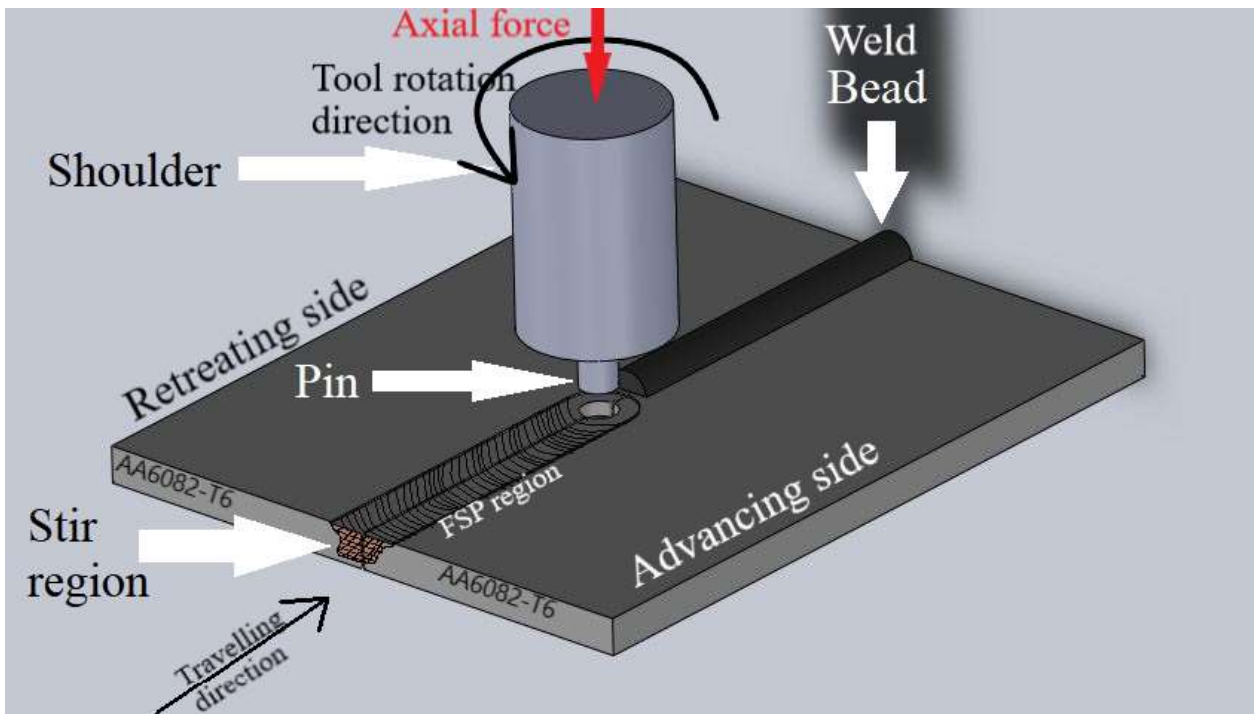 Axial force
Tool rotation
direction
Weld
Bead
Shoulder
Retreating side
Pin
AA6082-T6
FSP region
Advancing side
Stir
region
AA6082-T6
Travelling
direction